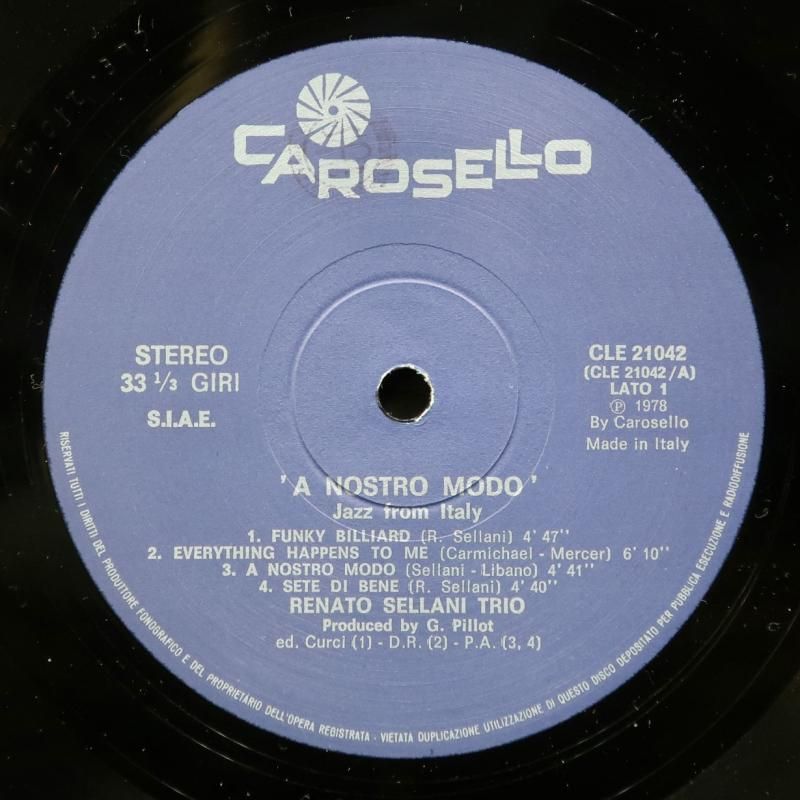 CAROSELLO
STEREO
33 1/3 GIRI
S.I.A.E.
CLE 21042
(CLE 21042/A)
LATO 1
℗ 1978
By Carosello
Made in Italy
'A NOSTRO MODO'
Jazz from Italy
1. FUNKY BILLIARD (R. Sellani) 4'47''
2. EVERYTHING HAPPENS TO ME (Carmichael - Mercer) 6'10''
3. A NOSTRO MODO (Sellani - Libano) 4'41''
4. SETE DI BENE (R. Sellani) 4'40''
RENATO SELLANI TRIO
Produced by G. Pillot
ed. Curci (1) - D.R. (2) - P.A. (3, 4)
RISERVATI TUTTI I DIRITTI DEL PRODUTTORE FONOGRAFICO E DEL PROPRIETARIO DELL'OPERA REGISTRATA - VIETATA DUPLICAZIONE UTILIZZAZIONE DI QUESTO DISCO DEPOSITATO PER PUBBLICA ESECUZIONE E RADIODIFFUSIONE